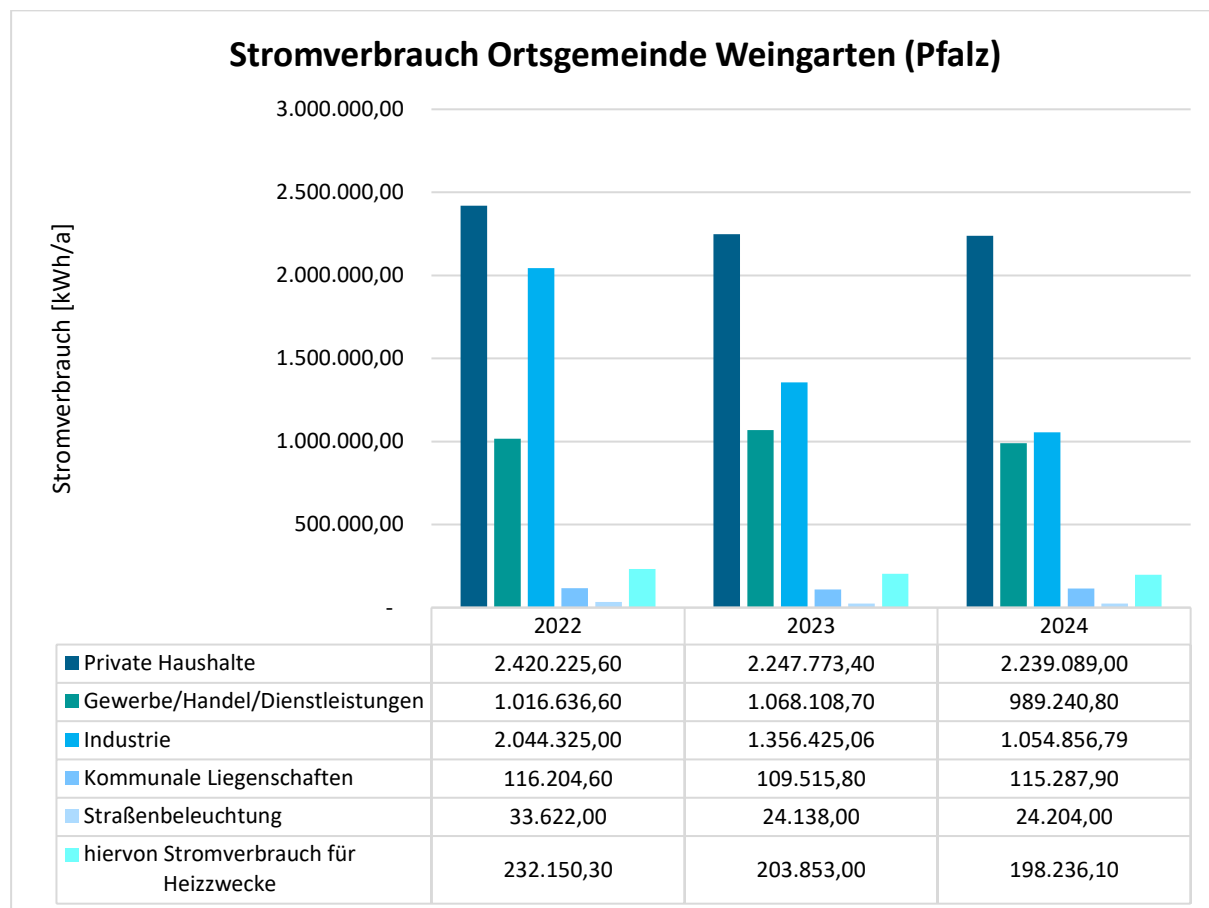 Stromverbrauch Ortsgemeinde Weingarten (Pfalz)
Stromverbrauch [kWh/a]
3.000.000,00
2.500.000,00
2.000.000,00
1.500.000,00
1.000.000,00
500.000,00
-
2022 2023 2024
Private Haushalte 2.420.225,60 2.247.773,40 2.239.089,00
Gewerbe/Handel/Dienstleistungen 1.016.636,60 1.068.108,70 989.240,80
Industrie 2.044.325,00 1.356.425,06 1.054.856,79
Kommunale Liegenschaften 116.204,60 109.515,80 115.287,90
Straßenbeleuchtung 33.622,00 24.138,00 24.204,00
hiervon Stromverbrauch für
Heizzwecke 232.150,30 203.853,00 198.236,10